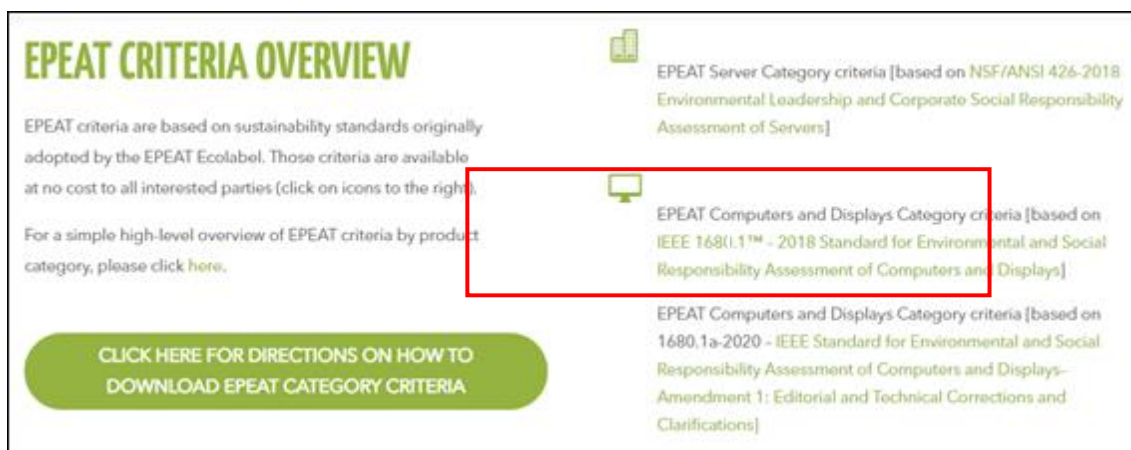 EPEAT CRITERIA OVERVIEW
EPEAT criteria are based on sustainability standards originally
adopted by the EPEAT Ecolabel. Those criteria are available
at no cost to all interested parties (click on icons to the right).
For a simple high-level overview of EPEAT criteria by product
category, please click here.
CLICK HERE FOR DIRECTIONS ON HOW TO
DOWNLOAD EPEAT CATEGORY CRITERIA
EPEAT Server Category criteria [based on NSF/ANSI 426-2018
Environmental Leadership and Corporate Social Responsibility
Assessment of Servers]
EPEAT Computers and Displays Category criteria [based on
IEEE 1680.1™ - 2018 Standard for Environmental and Social
Responsibility Assessment of Computers and Displays]
EPEAT Computers and Displays Category criteria [based on
1680.1a-2020 - IEEE Standard for Environmental and Social
Responsibility Assessment of Computers and Displays-
Amendment 1: Editorial and Technical Corrections and
Clarifications]